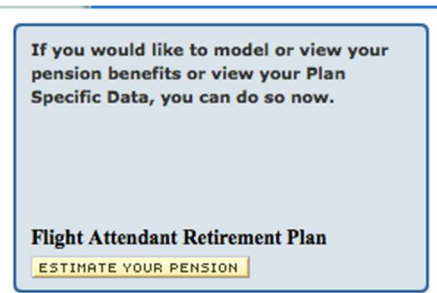 If you would like to model or view your
pension benefits or view your Plan
Specific Data, you can do so now.
Flight Attendant Retirement Plan
ESTIMATE YOUR PENSION